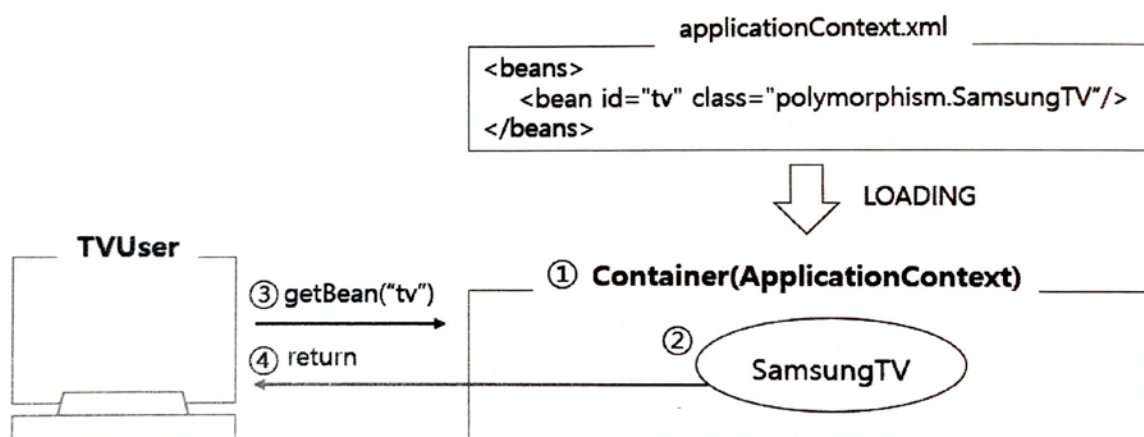 applicationContext.xml
<beans>
<bean id="tv" class="polymorphism.SamsungTV"/>
</beans>
LOADING
TVUser
① Container(ApplicationContext)
③ getBean("tv")
②
SamsungTV
④ return